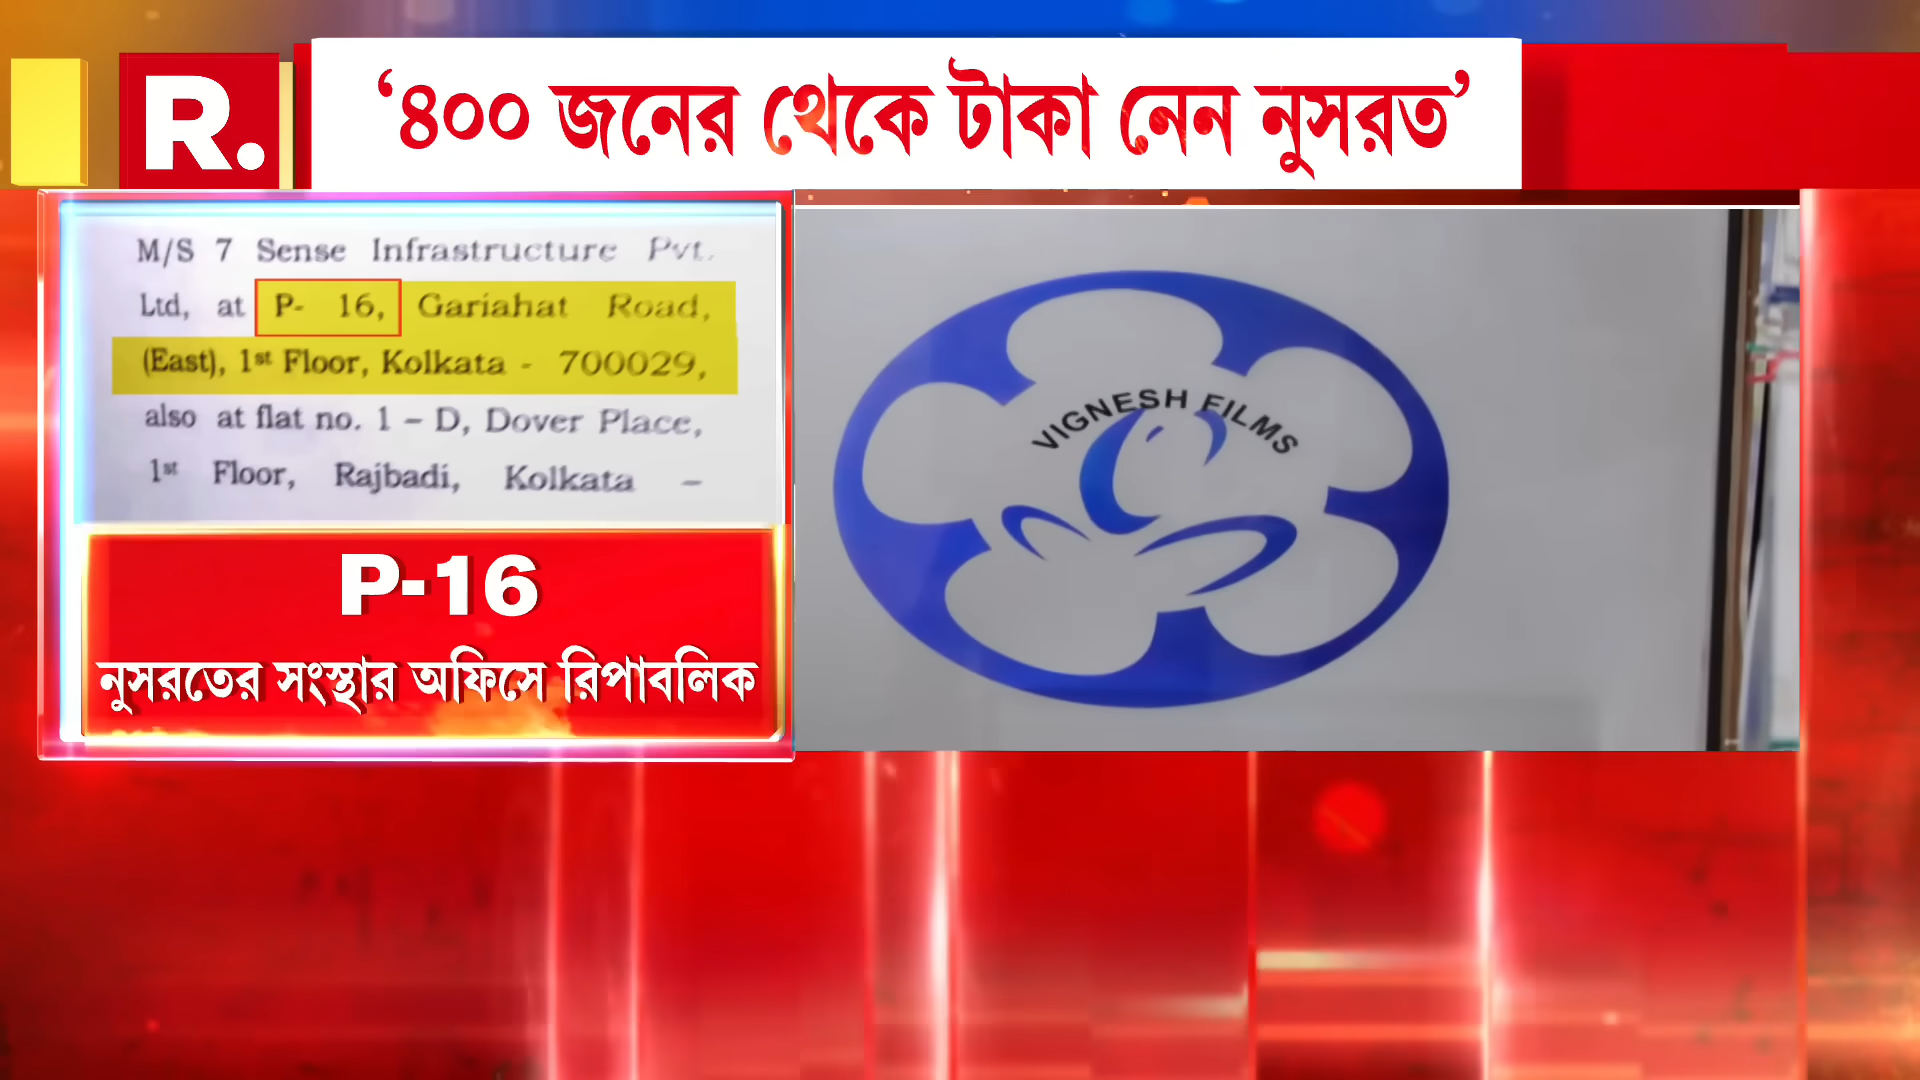 R.
‘৪০০ জনের থেকে টাকা নেন নুসরত’
M/S 7 Sense Infrastructure Pvt.
Ltd, at P- 16, Gariahat Road,
(East), 1st Floor, Kolkata - 700029,
also at flat no. 1 – D, Dover Place,
1st Floor, Rajbadi, Kolkata –
P-16
নুসরতের সংস্থার অফিসে রিপাবলিক
VIGNESH FILMS